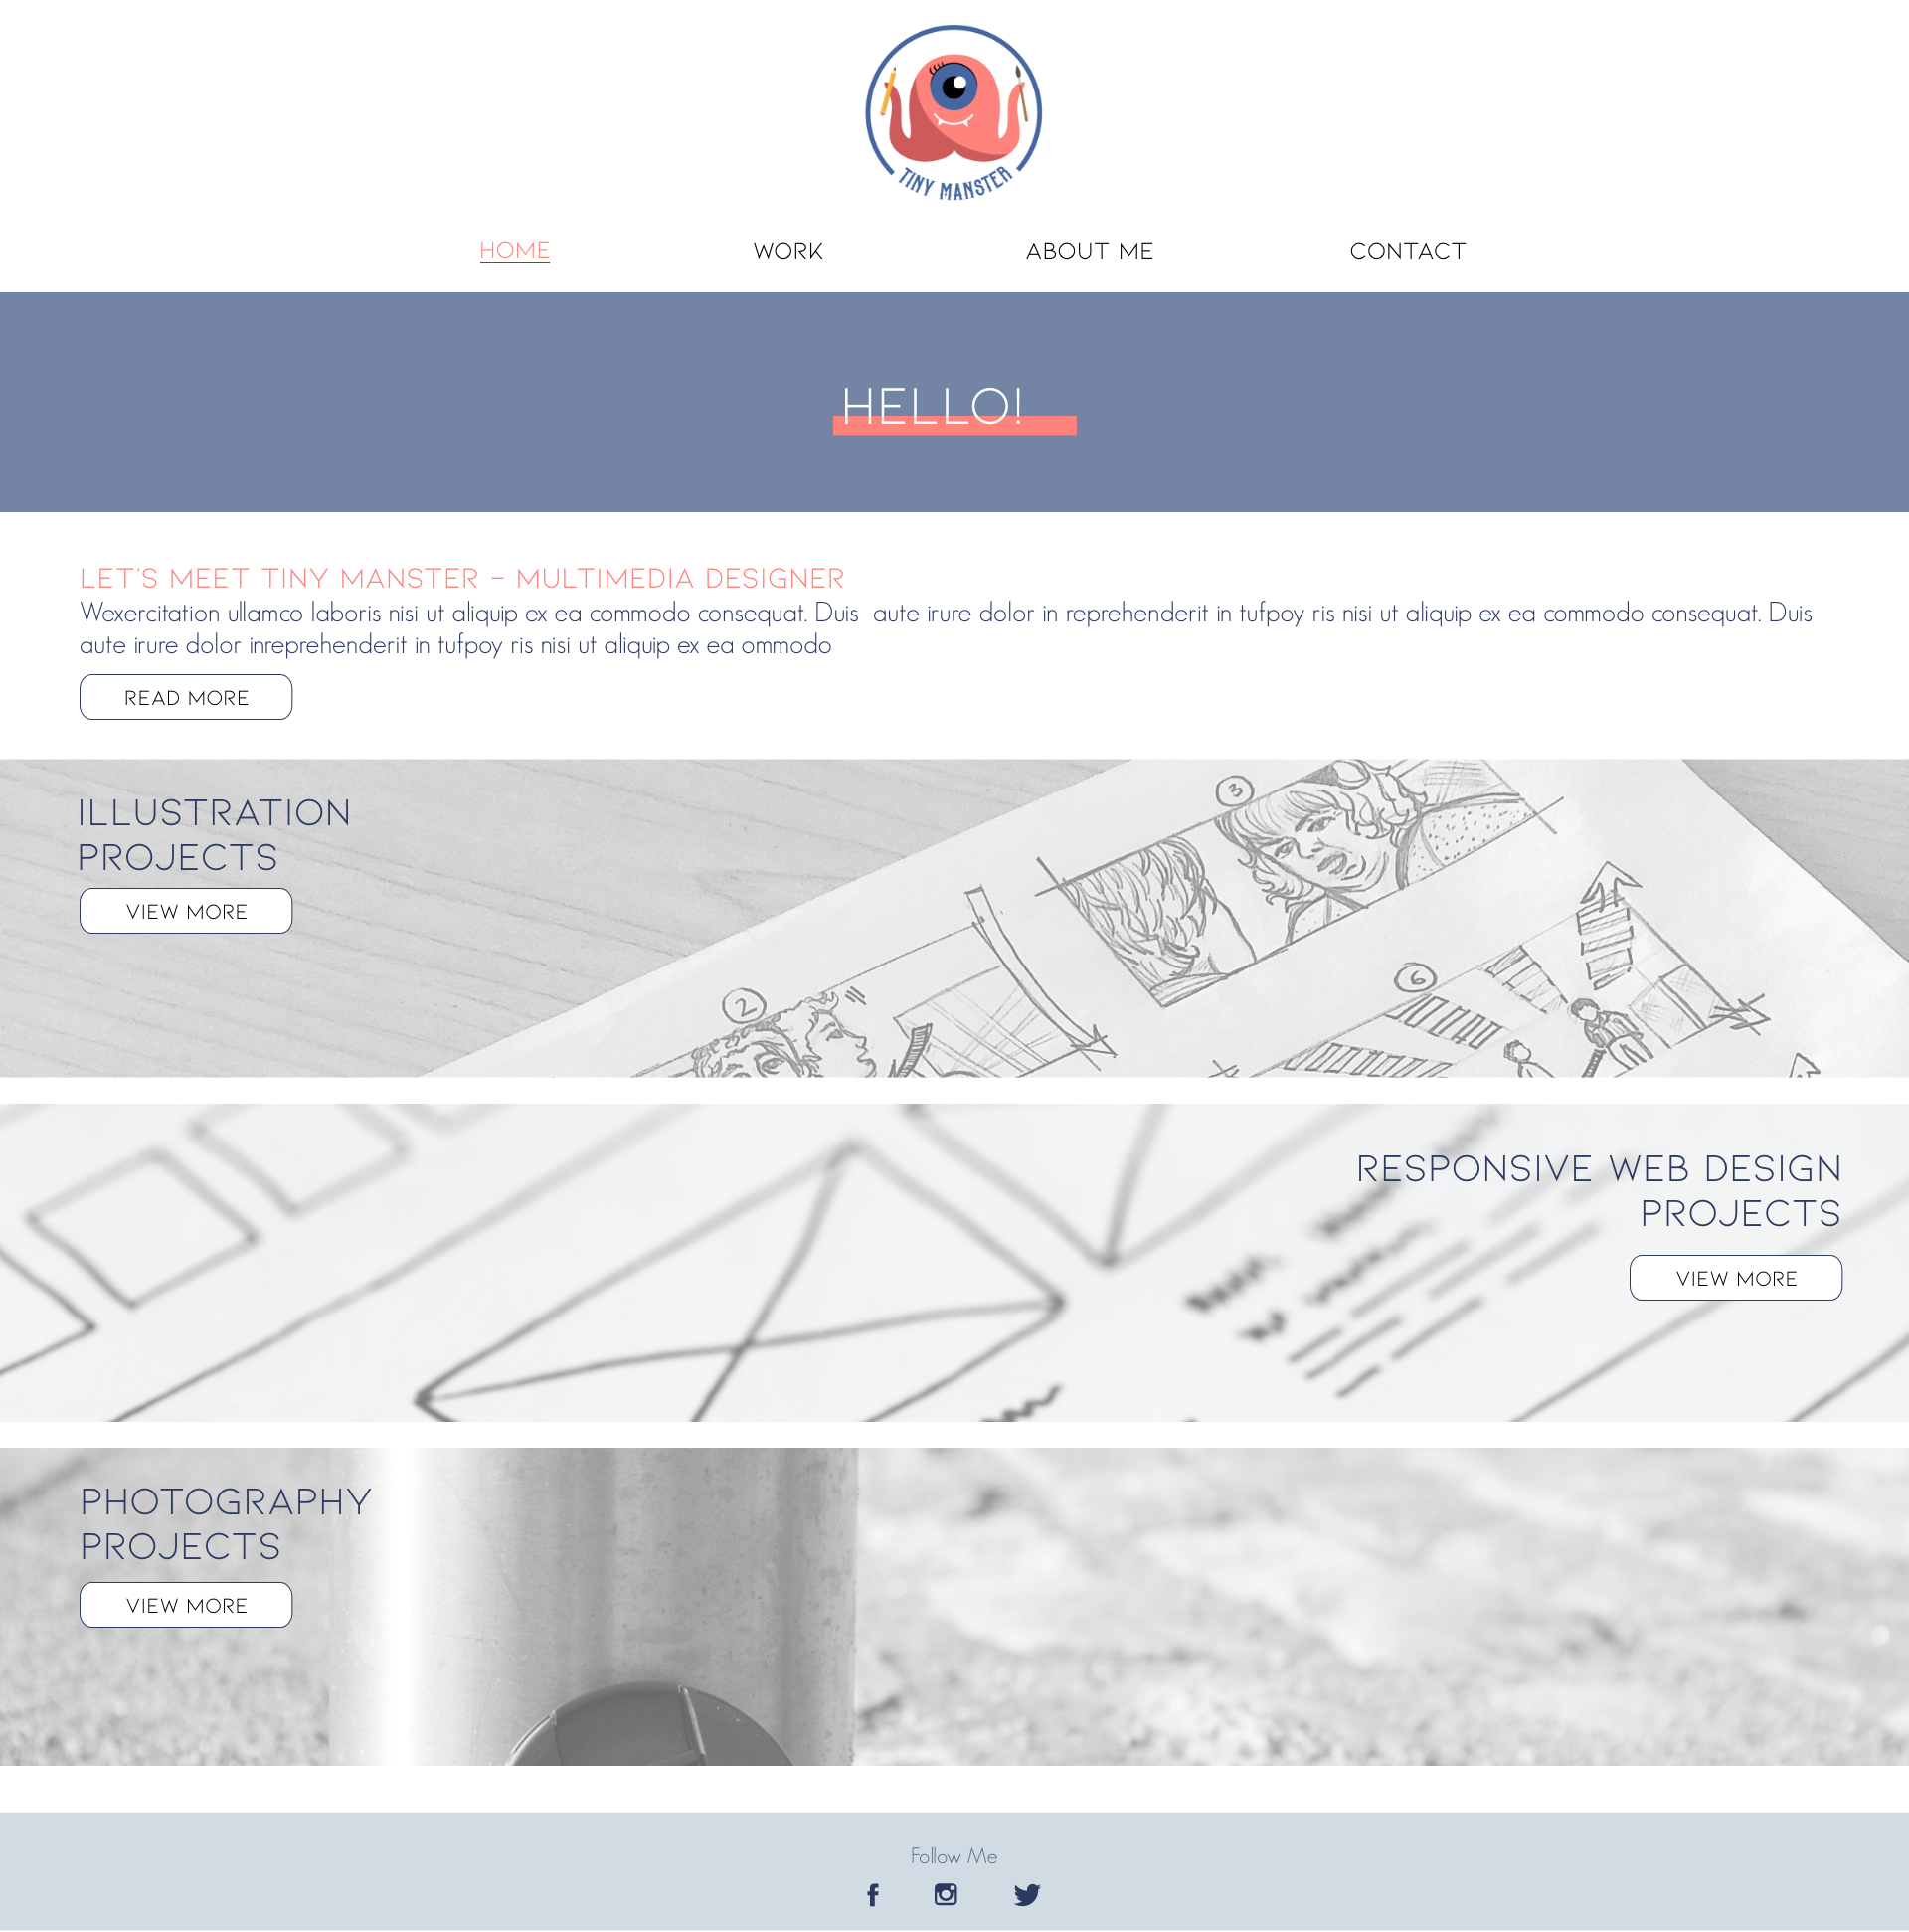 TINY MANSTER
HOME WORK ABOUT ME CONTACT
HELLO!
LET'S MEET TINY MANSTER - MULTIMEDIA DESIGNER
Wexercitation ullamco laboris nisi ut aliquip ex ea commodo consequat. Duis  aute irure dolor in reprehenderit in tufpoy ris nisi ut aliquip ex ea commodo consequat. Duis
aute irure dolor inreprehenderit in tufpoy ris nisi ut aliquip ex ea ommodo
READ MORE
ILLUSTRATION
PROJECTS
VIEW MORE
3
2
6
RESPONSIVE WEB DESIGN
PROJECTS
VIEW MORE
x3
PHOTOGRAPHY
PROJECTS
VIEW MORE
Follow Me